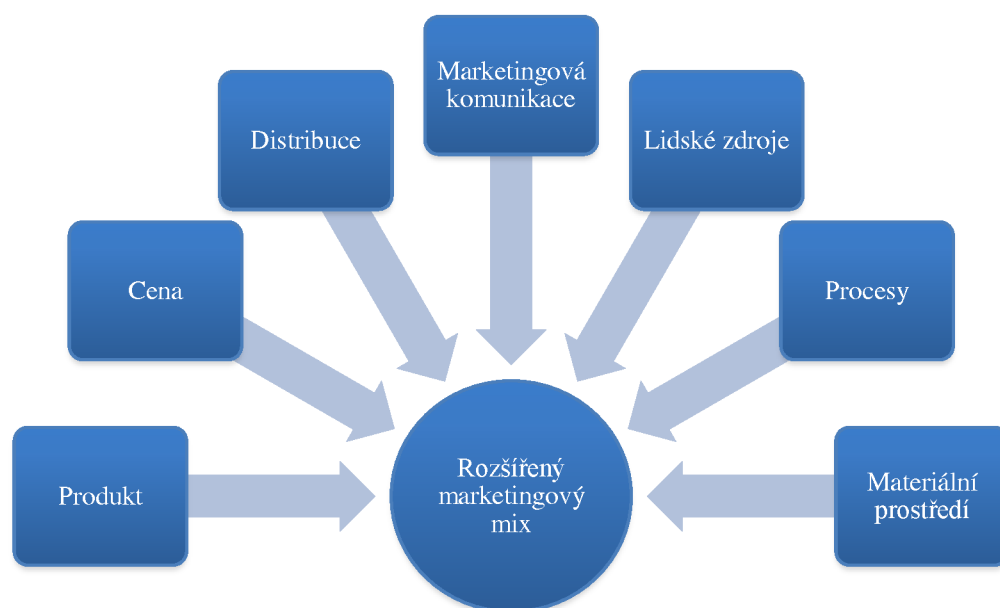 Marketingová
komunikace
Distribuce
Lidské zdroje
Cena
Procesy
Produkt
Rozšířený
marketingový
mix
Materiální
prostředí